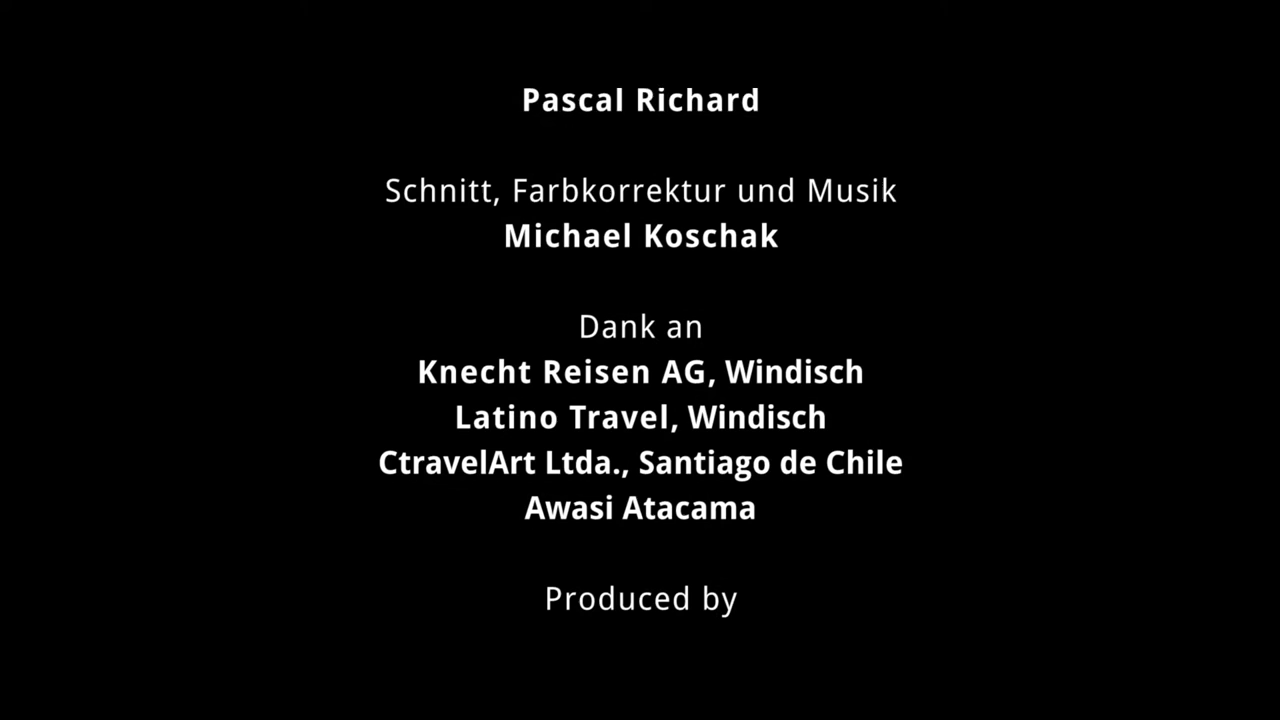 Pascal Richard
Schnitt, Farbkorrektur und Musik
Michael Koschak
Dank an
Knecht Reisen AG, Windisch
Latino Travel, Windisch
CtravelArt Ltda., Santiago de Chile
Awasi Atacama
Produced by